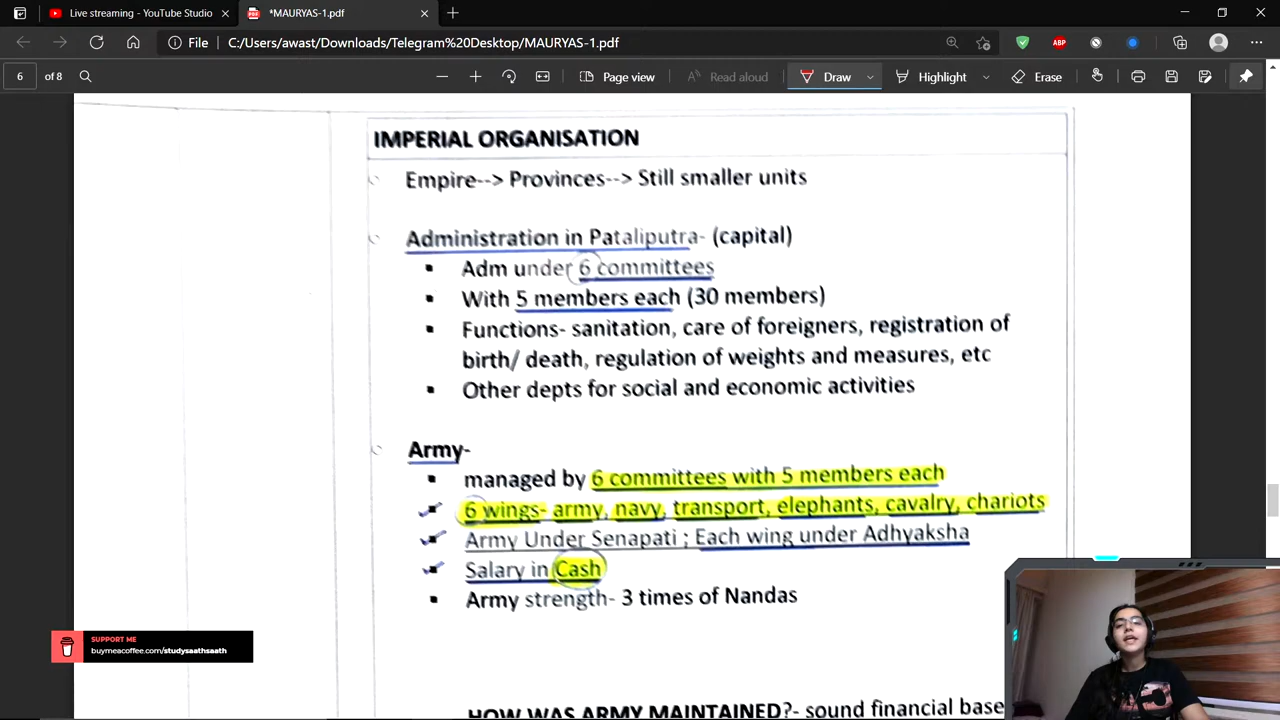 Live streaming - YouTube Studio
*MAURYAS-1.pdf
File
C:/Users/awast/Downloads/Telegram%20Desktop/MAURYAS-1.pdf
6 of 8
Page view
Read aloud
Draw
Highlight
Erase
ABP
IMPERIAL ORGANISATION
Empire--> Provinces--> Still smaller units
Administration in Pataliputra- (capital)
Adm under 6 committees
With 5 members each (30 members)
Functions- sanitation, care of foreigners, registration of
birth/ death, regulation of weights and measures, etc
Other depts for social and economic activities
Army-
managed by 6 committees with 5 members each
6 wings- army, navy, transport, elephants, cavalry, chariots
Army Under Senapati ; Each wing under Adhyaksha
Salary in Cash
Army strength- 3 times of Nandas
HOW WAS ARMY MAINTAINED?- sound financial base
SUPPORT ME
buymeacoffee.com/studysaathsaath